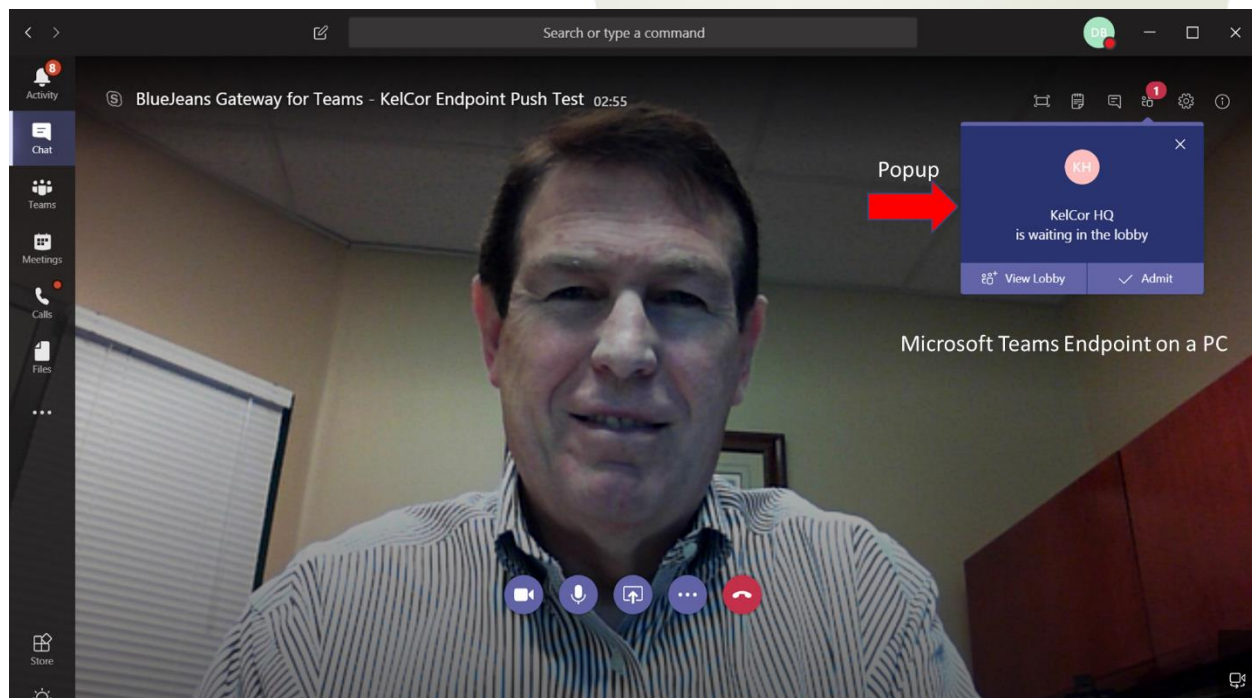 Search or type a command
DB
8
Activity
BlueJeans Gateway for Teams - KelCor Endpoint Push Test 02:55
1
Chat
Teams
Meetings
Calls
Files
Store
Popup
KH
KelCor HQ
is waiting in the lobby
View Lobby
Admit
Microsoft Teams Endpoint on a PC